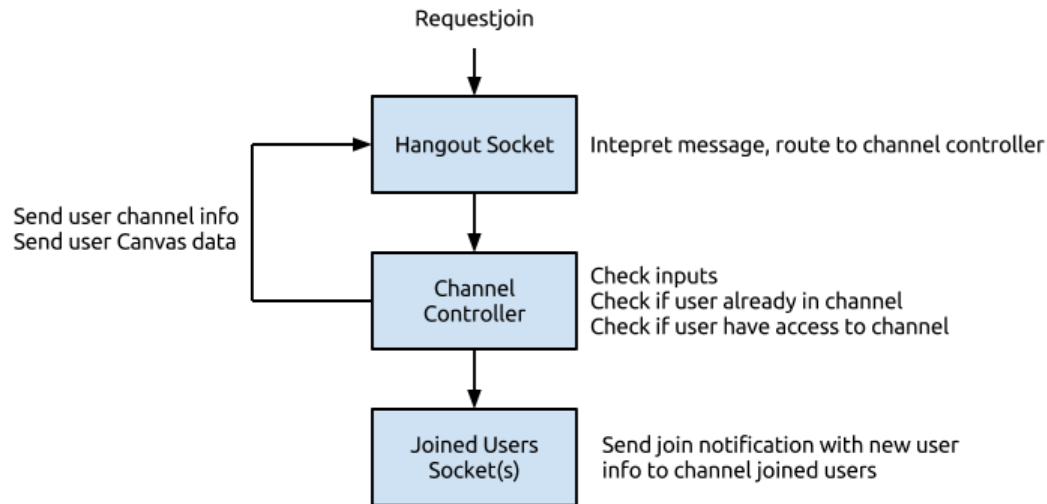 Requestjoin
Hangout Socket
Intepret message, route to channel controller
Send user channel info
Send user Canvas data
Channel
Controller
Check inputs
Check if user already in channel
Check if user have access to channel
Joined Users
Socket(s)
Send join notification with new user
info to channel joined users